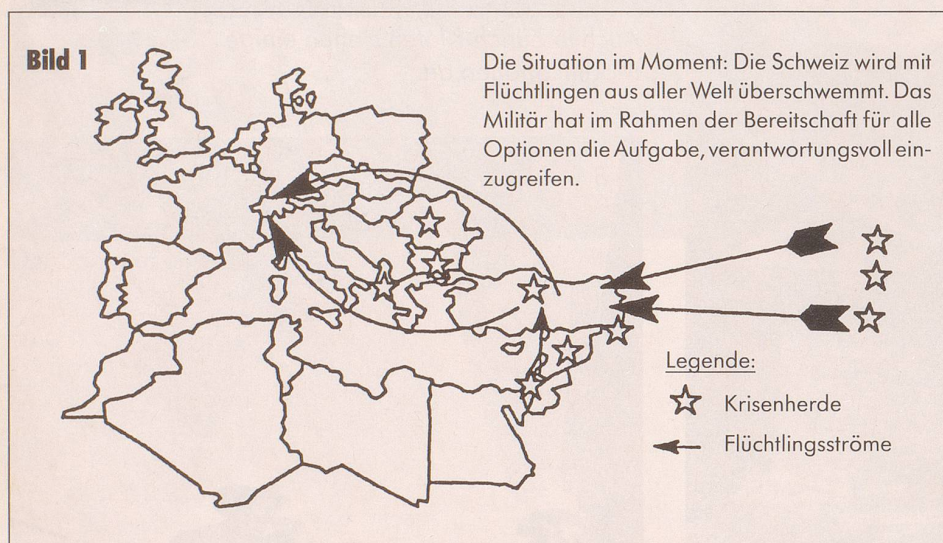 Bild 1
Die Situation im Moment: Die Schweiz wird mit
Flüchtlingen aus aller Welt überschwemmt. Das
Militär hat im Rahmen der Bereitschaft für alle
Optionen die Aufgabe, verantwortungsvoll ein-
zugreifen.
Legende:
Krisenherde
Flüchtlingsströme